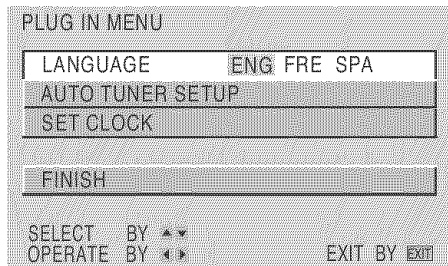 PLUG IN MENU
LANGUAGE ENG FRE SPA
AUTO TUNER SETUP
SET CLOCK
FINISH
SELECT BY ▲▼
OPERATE BY ◀▶ EXIT BY EXIT